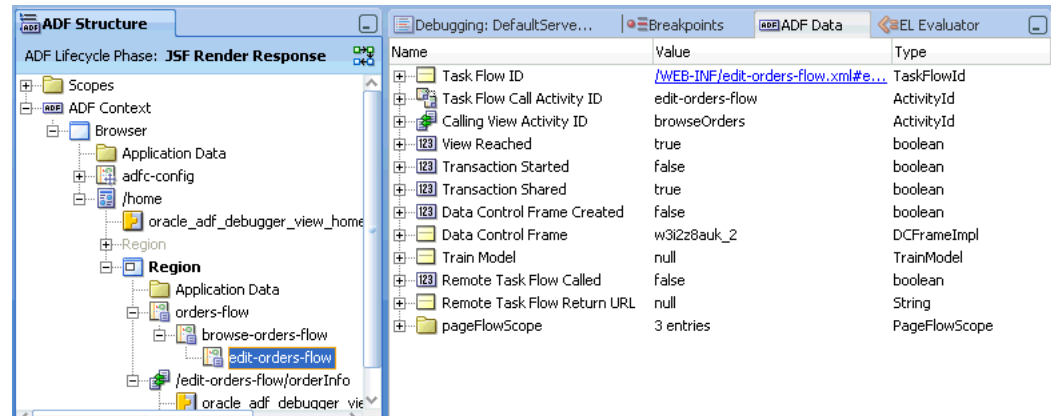 ADF Structure
ADF Lifecycle Phase: JSF Render Response
Scopes
ADF Context
Browser
Application Data
adfc-config
/home
oracle_adf_debugger_view_home
Region
Region
Application Data
orders-flow
browse-orders-flow
edit-orders-flow
/edit-orders-flow/orderInfo
oracle adf debugger vie
Debugging: DefaultServe... Breakpoints ADF Data EL Evaluator
Name Value Type
Task Flow ID /WEB-INF/edit-orders-flow.xml#e... TaskFlowId
Task Flow Call Activity ID edit-orders-flow ActivityId
Calling View Activity ID browseOrders ActivityId
View Reached true boolean
Transaction Started false boolean
Transaction Shared true boolean
Data Control Frame Created false boolean
Data Control Frame w3i2z8auk_2 DCFrameImpl
Train Model null TrainModel
Remote Task Flow Called false boolean
Remote Task Flow Return URL null String
pageFlowScope 3 entries PageFlowScope